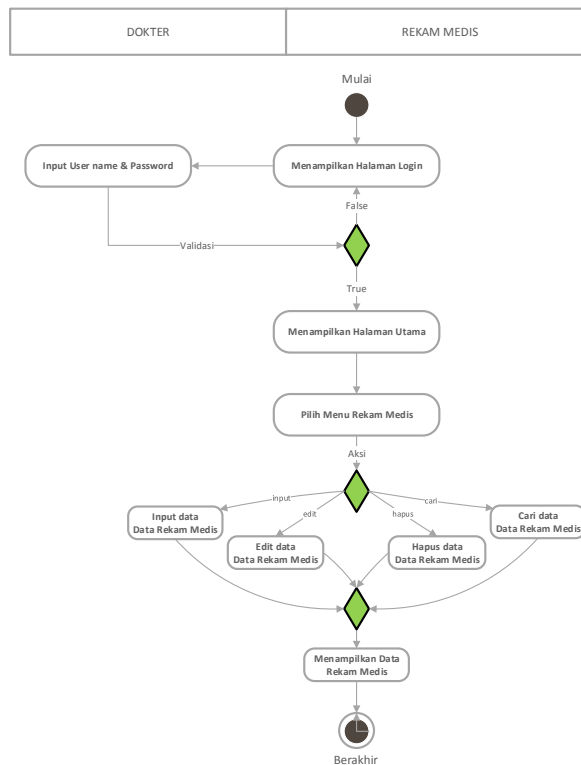 DOKTER
REKAM MEDIS
Mulai
Input User name & Password
Menampilkan Halaman Login
False
Validasi
True
Menampilkan Halaman Utama
Pilih Menu Rekam Medis
Aksi
input
edit
hapus
cari
Input data
Data Rekam Medis
Edit data
Data Rekam Medis
Hapus data
Data Rekam Medis
Cari data
Data Rekam Medis
Menampilkan Data
Rekam Medis
Berakhir